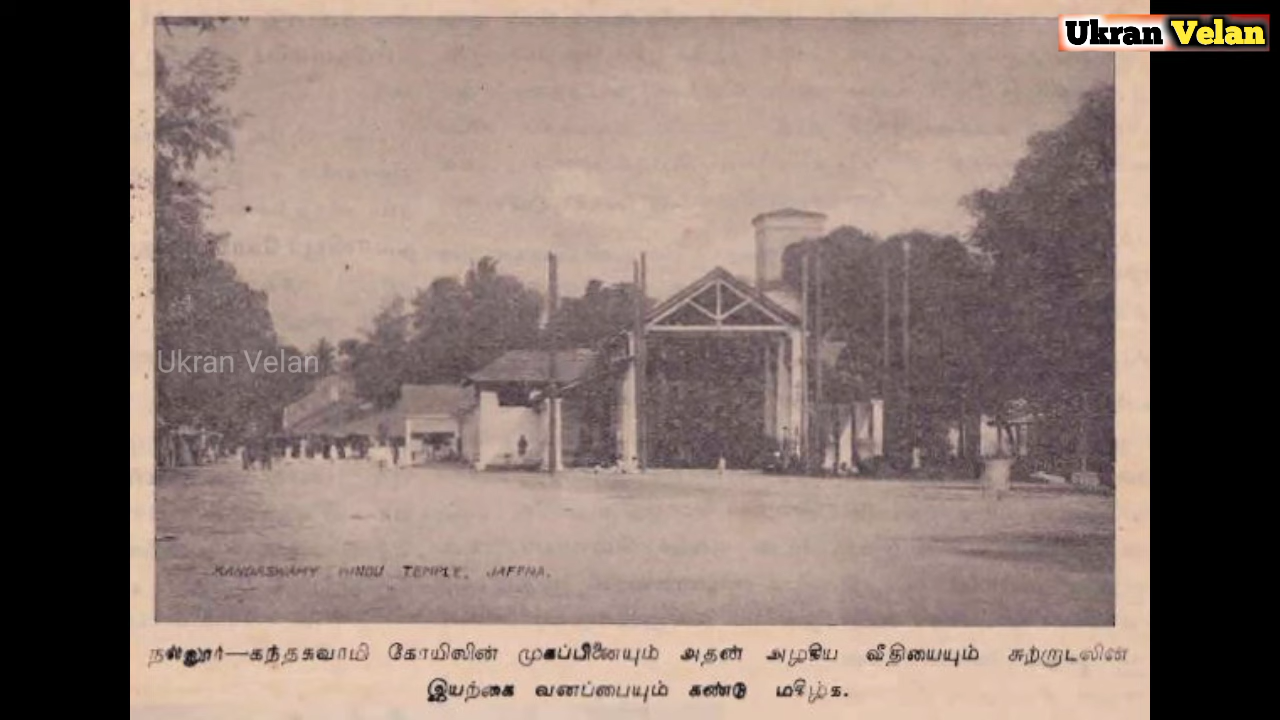 Ukran Velan
Ukran Velan
KANDASWAMY HINDU TEMPLE, JAFFNA.
நல்லூர்—கந்தசுவாமி கோயிலின் முகப்பினையும் அதன் அழகிய வீதியையும் சுற்றுடலின்
இயற்கை வனப்பையும் கண்டு மகிழ்க.